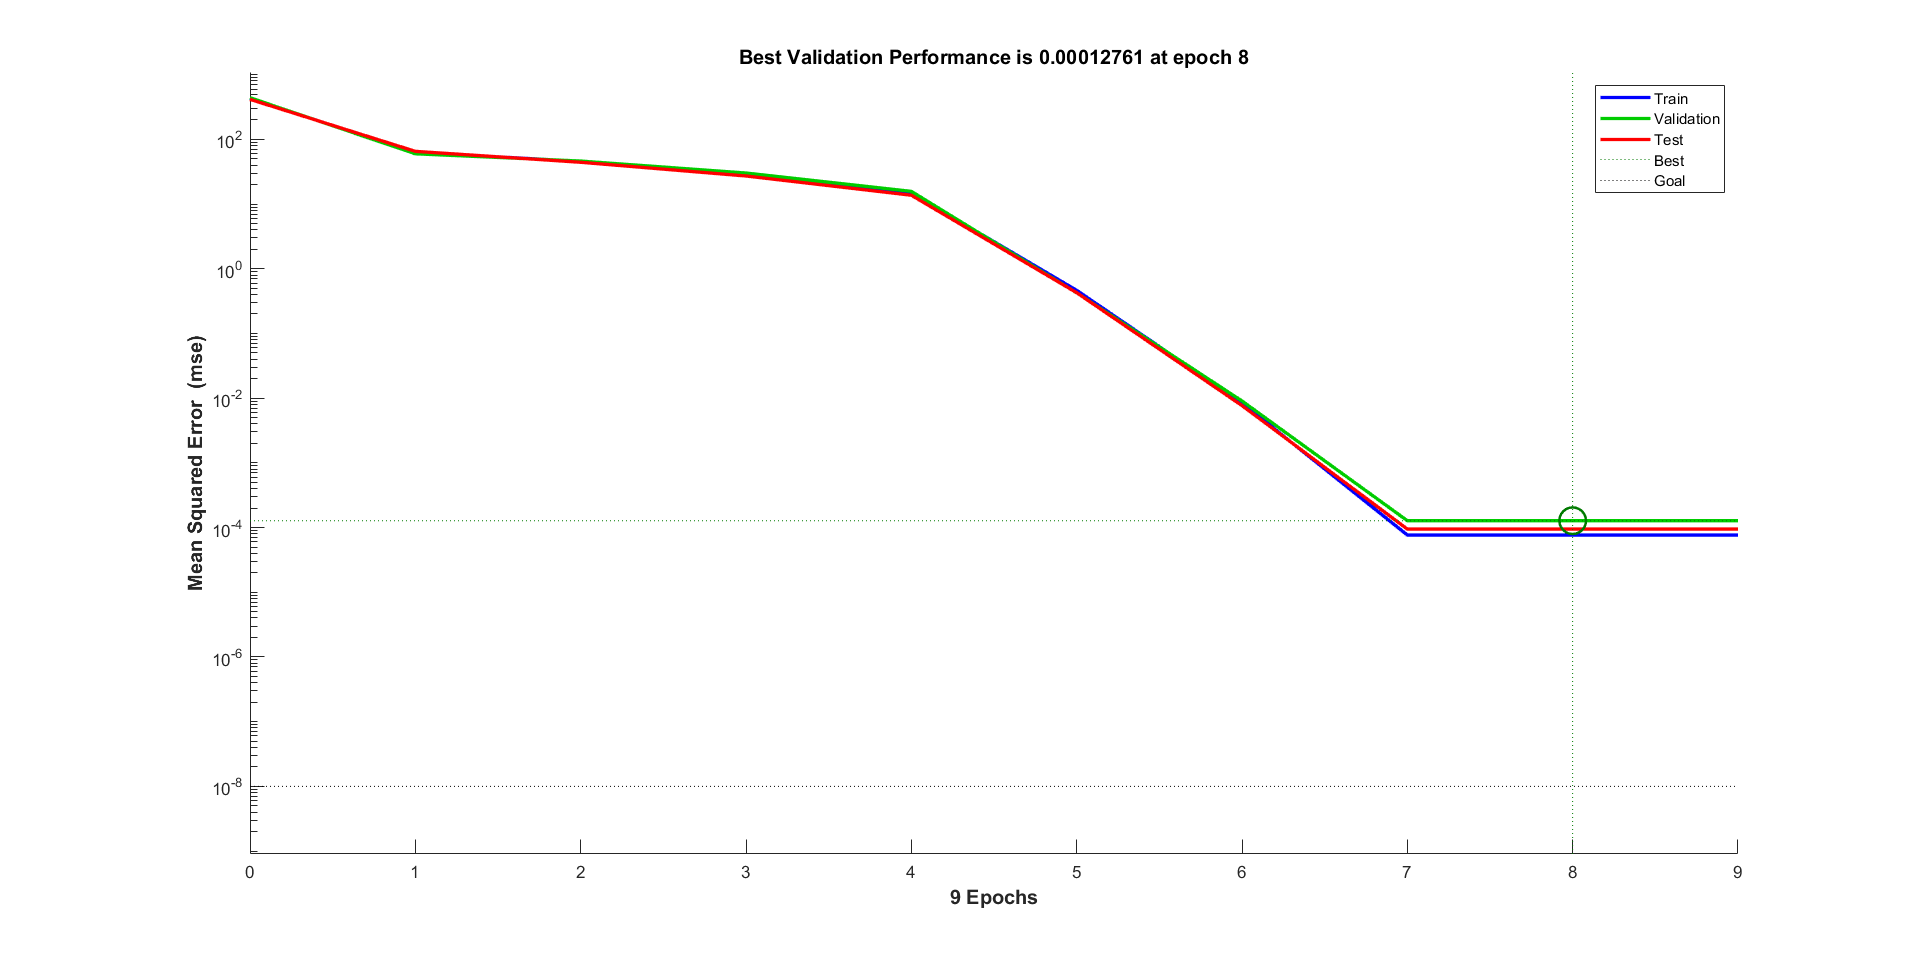 Best Validation Performance is 0.00012761 at epoch 8
Train
Validation
Test
Best
Goal
10^2
10^0
10^-2
10^-4
10^-6
10^-8
Mean Squared Error (mse)
0 1 2 3 4 5 6 7 8 9
9 Epochs